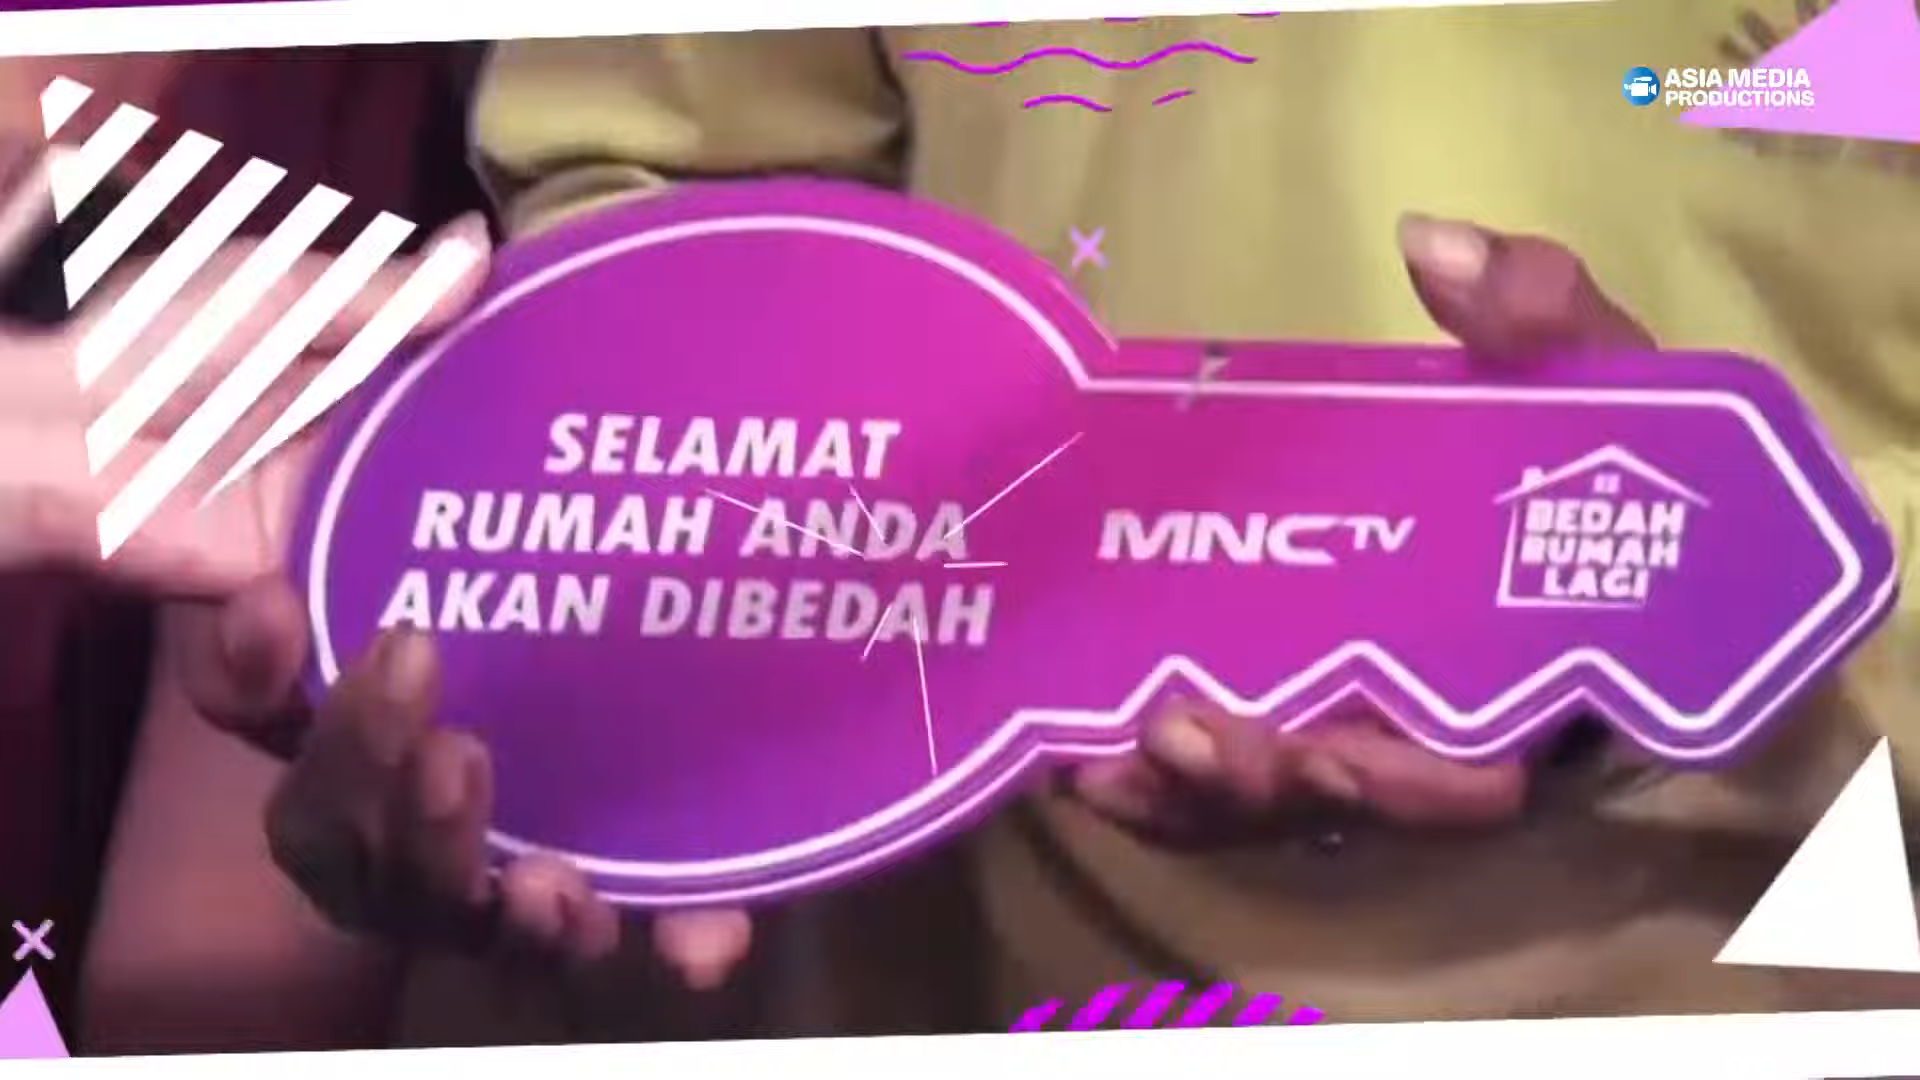 ASIA MEDIA
PRODUCTIONS
SELAMAT
RUMAH ANDA
AKAN DIBEDAH
MNCTV
BEDAH
RUMAH
LAGI